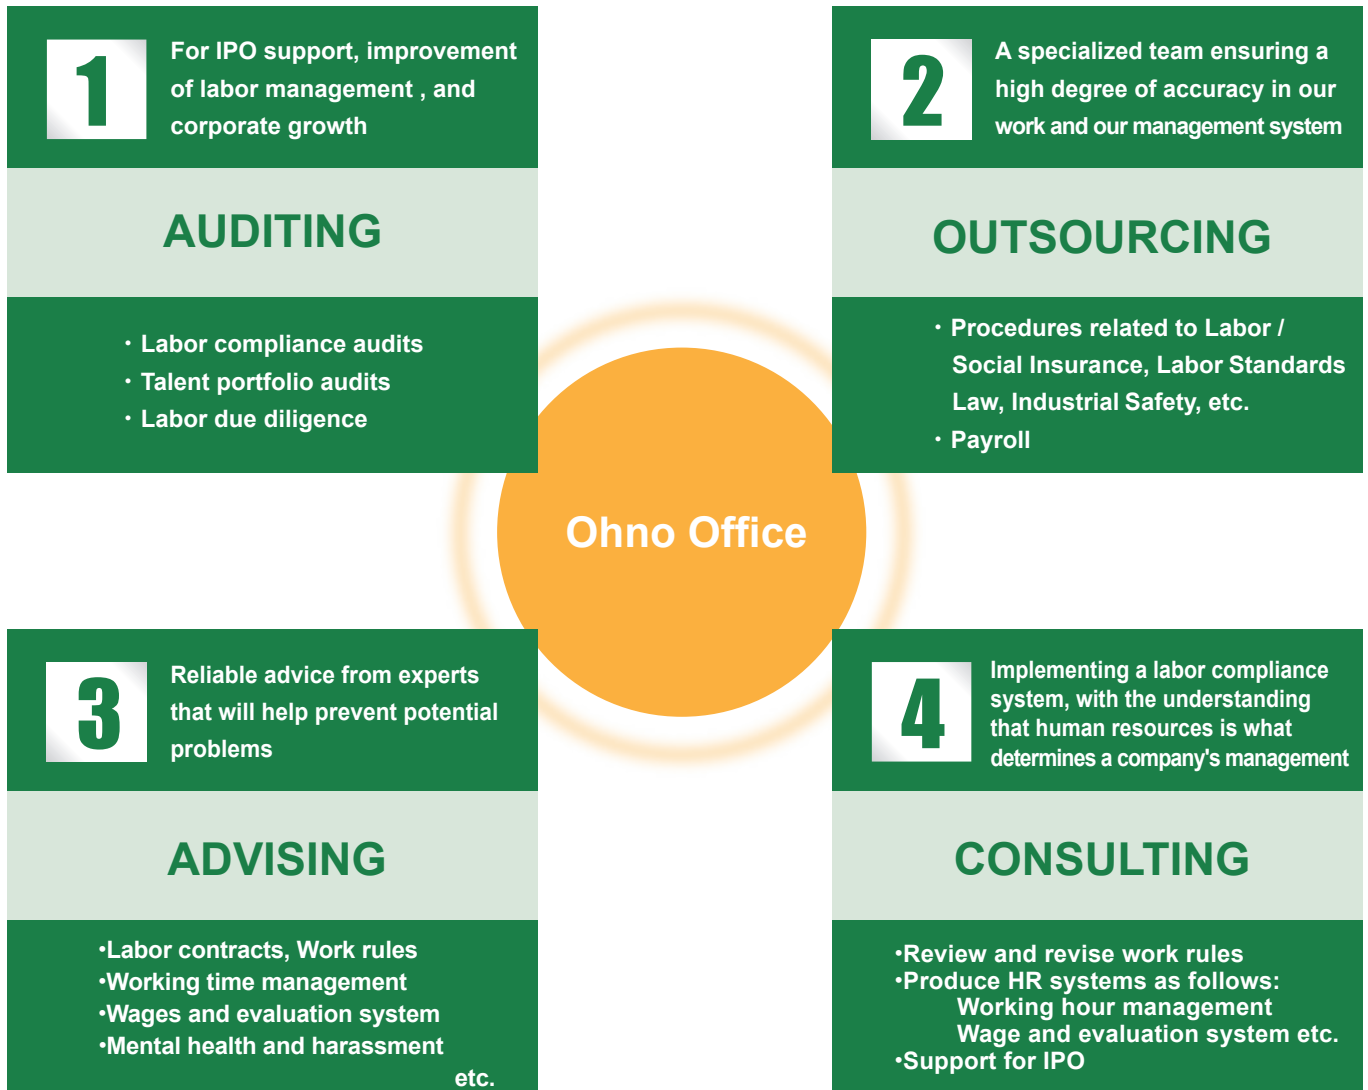 1
For IPO support, improvement
of labor management , and
corporate growth
AUDITING
・Labor compliance audits
・Talent portfolio audits
・Labor due diligence
2
A specialized team ensuring a
high degree of accuracy in our
work and our management system
OUTSOURCING
・Procedures related to Labor /
Social Insurance, Labor Standards
Law, Industrial Safety, etc.
・Payroll
Ohno Office
3
Reliable advice from experts
that will help prevent potential
problems
ADVISING
・Labor contracts, Work rules
・Working time management
・Wages and evaluation system
・Mental health and harassment
etc.
4
Implementing a labor compliance
system, with the understanding
that human resources is what
determines a company's management
CONSULTING
・Review and revise work rules
・Produce HR systems as follows:
Working hour management
Wage and evaluation system etc.
・Support for IPO